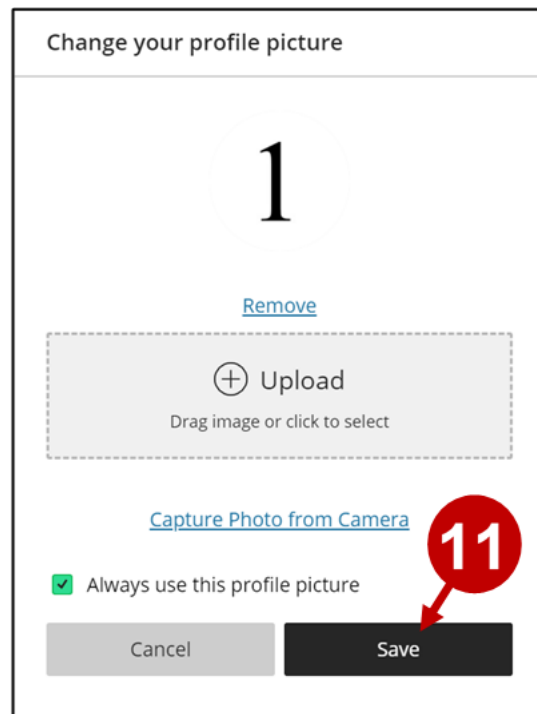 Change your profile picture
1
Remove
Upload
Drag image or click to select
Capture Photo from Camera
11
Always use this profile picture
Cancel
Save